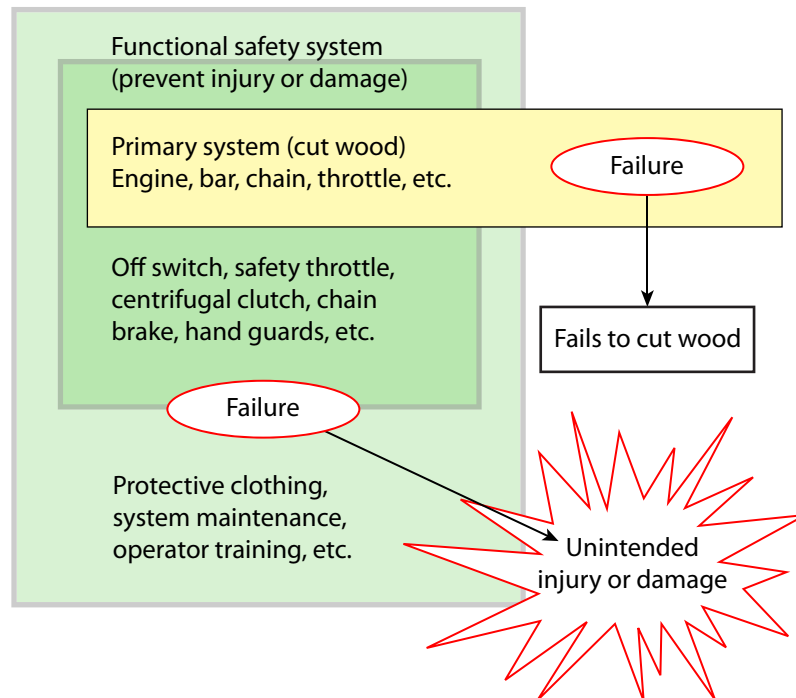 Functional safety system
(prevent injury or damage)
Primary system (cut wood)
Engine, bar, chain, throttle, etc.
Failure
Off switch, safety throttle,
centrifugal clutch, chain
brake, hand guards, etc.
Fails to cut wood
Failure
Protective clothing,
system maintenance,
operator training, etc.
Unintended
injury or damage